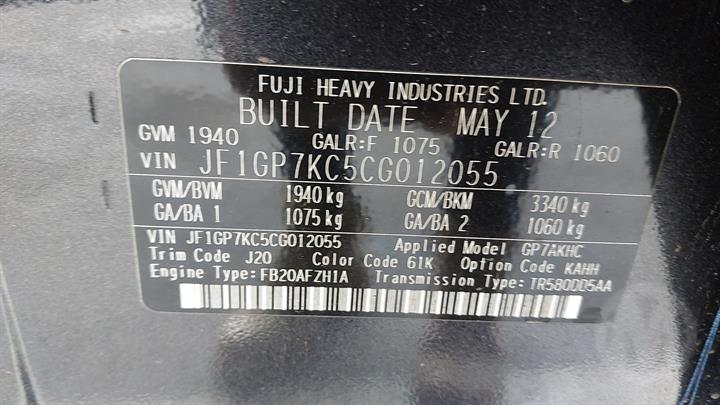 FUJI HEAVY INDUSTRIES LTD.
BUILT DATE MAY 12
GVM 1940 GALR:F 1075 GALR:R 1060
VIN JF1GP7KC5CG012055
GVM/BVM 1940 kg GCM/BKM 3340 kg
GA/BA 1 1075 kg GA/BA 2 1060 kg
VIN JF1GP7KC5CG012055 Applied Model GP7AKHC
Trim Code J20 Color Code 61K Option Code KAHH
Engine Type:FB20AFZH1A Transmission Type:TR580DD5AA